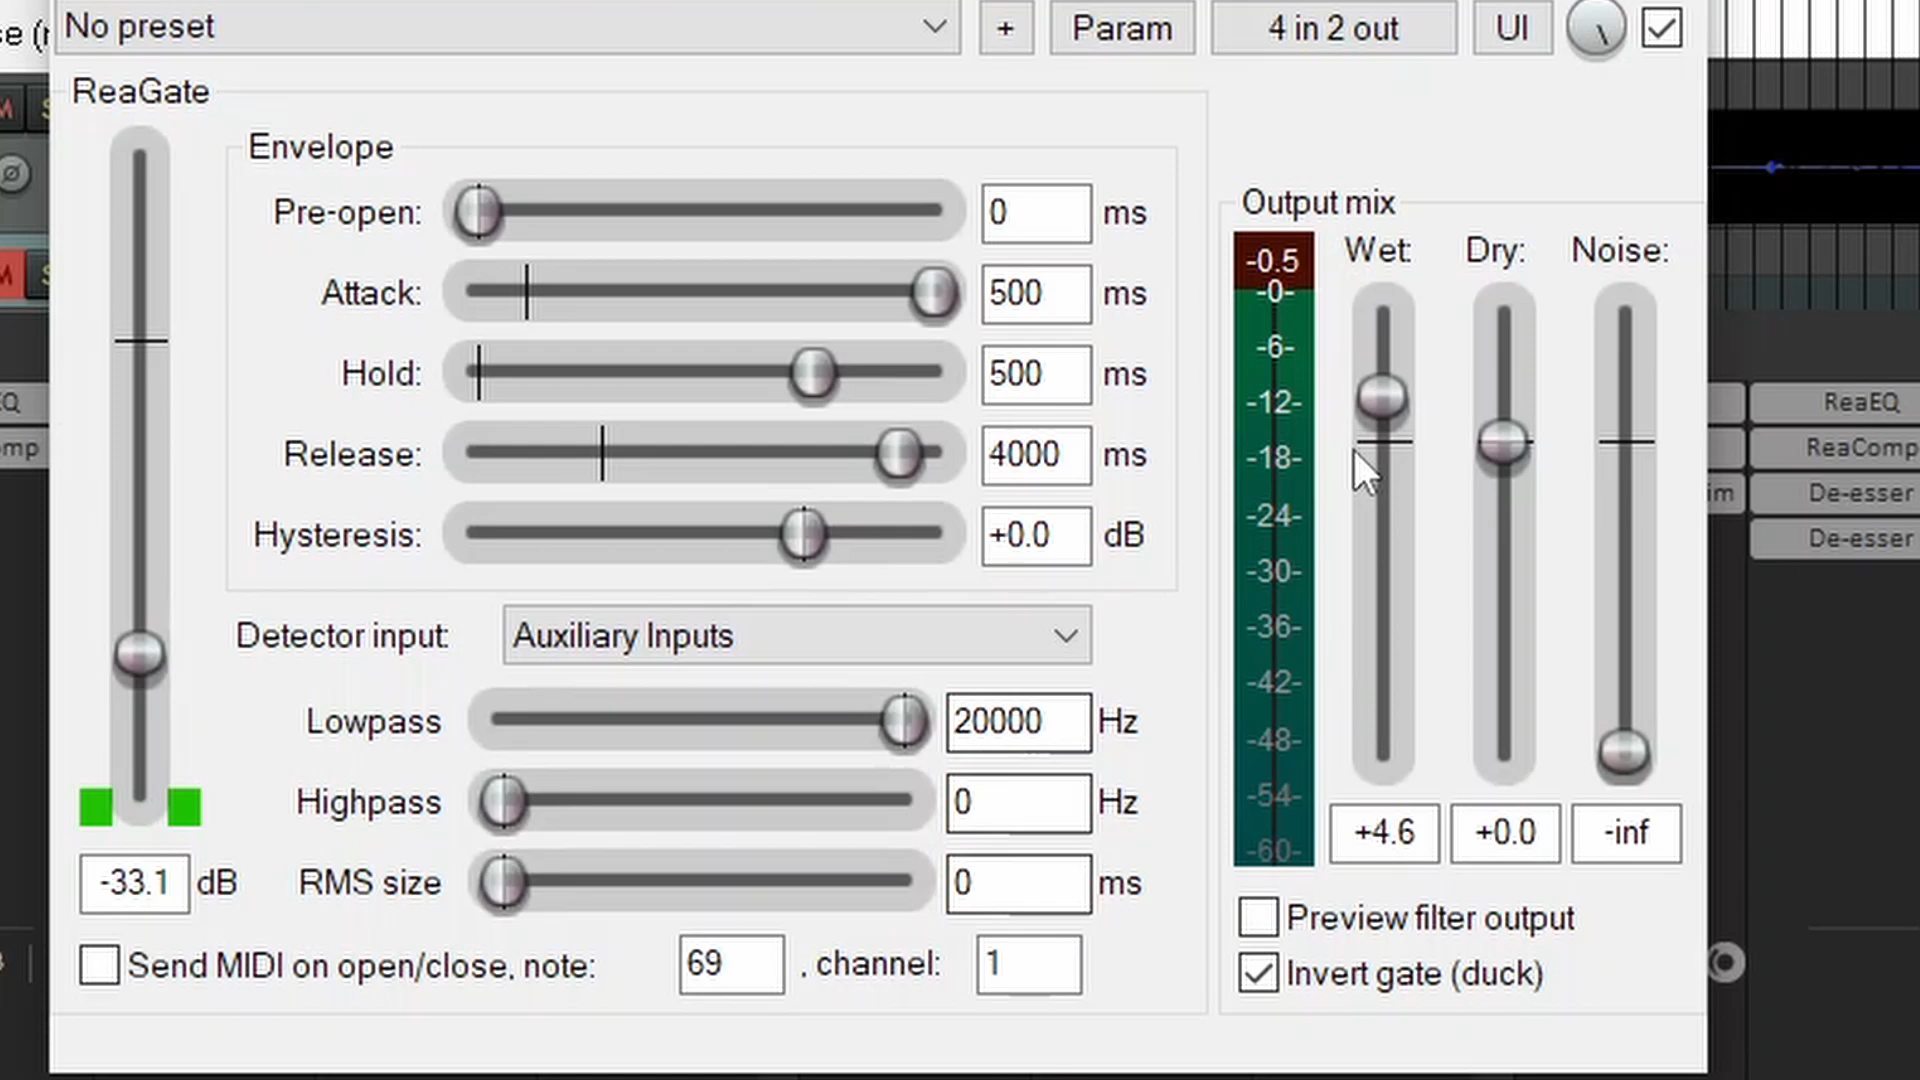 No preset
+
Param
4 in 2 out
UI
ReaGate
Envelope
Pre-open: 0 ms
Attack: 500 ms
Hold: 500 ms
Release: 4000 ms
Hysteresis: +0.0 dB
Detector input: Auxiliary Inputs
Lowpass 20000 Hz
Highpass 0 Hz
RMS size 0 ms
-33.1 dB
Send MIDI on open/close, note: 69 , channel: 1
Output mix
Wet: Dry: Noise:
-0.5
-0-
-6-
-12-
-18-
-24-
-30-
-36-
-42-
-48-
-54-
-60-
+4.6 +0.0 -inf
Preview filter output
Invert gate (duck)
ReaEQ
ReaComp
De-esser
De-esser